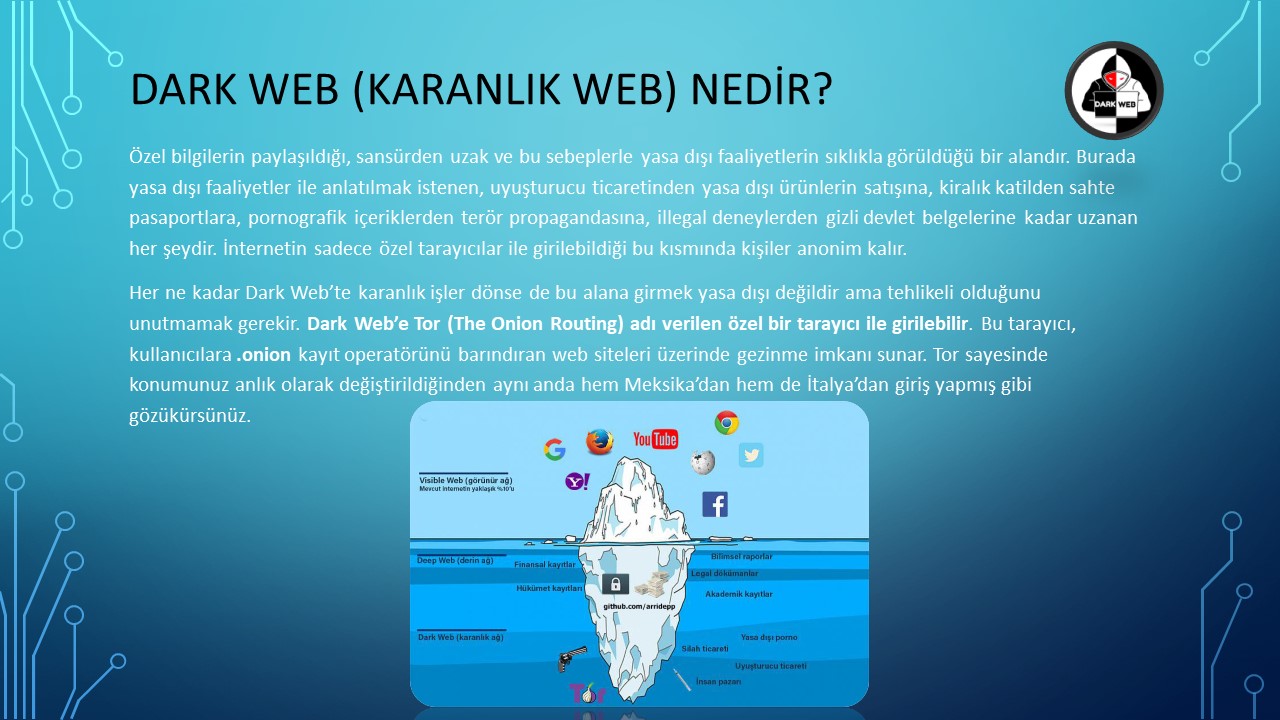 DARK WEB (KARANLIK WEB) NEDİR?
DARK WEB
Özel bilgilerin paylaşıldığı, sansürden uzak ve bu sebeplerle yasa dışı faaliyetlerin sıklıkla görüldüğü bir alandır. Burada
yasa dışı faaliyetler ile anlatılmak istenen, uyuşturucu ticaretinden yasa dışı ürünlerin satışına, kiralık katilden sahte
pasaportlara, pornografik içeriklerden terör propagandasına, illegal deneylerden gizli devlet belgelerine kadar uzanan
her şeydir. İnternetin sadece özel tarayıcılar ile girilebildiği bu kısmında kişiler anonim kalır.
Her ne kadar Dark Web’te karanlık işler dönse de bu alana girmek yasa dışı değildir ama tehlikeli olduğunu
unutmamak gerekir. Dark Web’e Tor (The Onion Routing) adı verilen özel bir tarayıcı ile girilebilir. Bu tarayıcı,
kullanıcılara .onion kayıt operatörünü barındıran web siteleri üzerinde gezinme imkanı sunar. Tor sayesinde
konumunuz anlık olarak değiştirildiğinden aynı anda hem Meksika’dan hem de İtalya’dan giriş yapmış gibi
gözükürsünüz.
YouTube
Y!
Visible Web (görünür ağ)
Mevcut internetin yaklaşık %10'u
Deep Web (derin ağ)
Finansal kayıtlar
Bilimsel raporlar
Legal dökümanlar
Hükümet kayıtları
Akademik kayıtlar
github.com/arridepp
Dark Web (karanlık ağ)
Yasa dışı porno
Silah ticareti
Uyuşturucu ticareti
İnsan pazarı
Tor